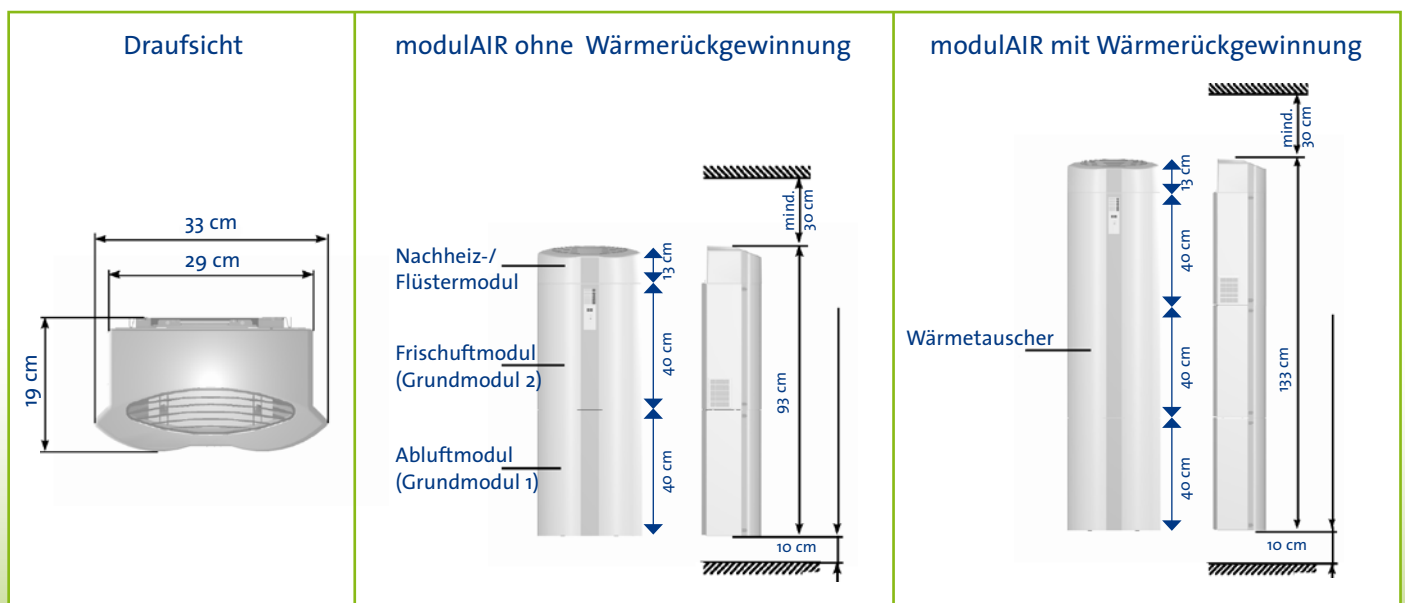 Draufsicht
33 cm
29 cm
19 cm
modulAIR ohne Wärmerückgewinnung
mind.
30 cm
Nachheiz-/
Flüstermodul
13 cm
Frischuftmodul
(Grundmodul 2)
40 cm
93 cm
Abluftmodul
(Grundmodul 1)
40 cm
10 cm
modulAIR mit Wärmerückgewinnung
mind.
30 cm
13 cm
40 cm
Wärmetauscher
40 cm
133 cm
40 cm
10 cm